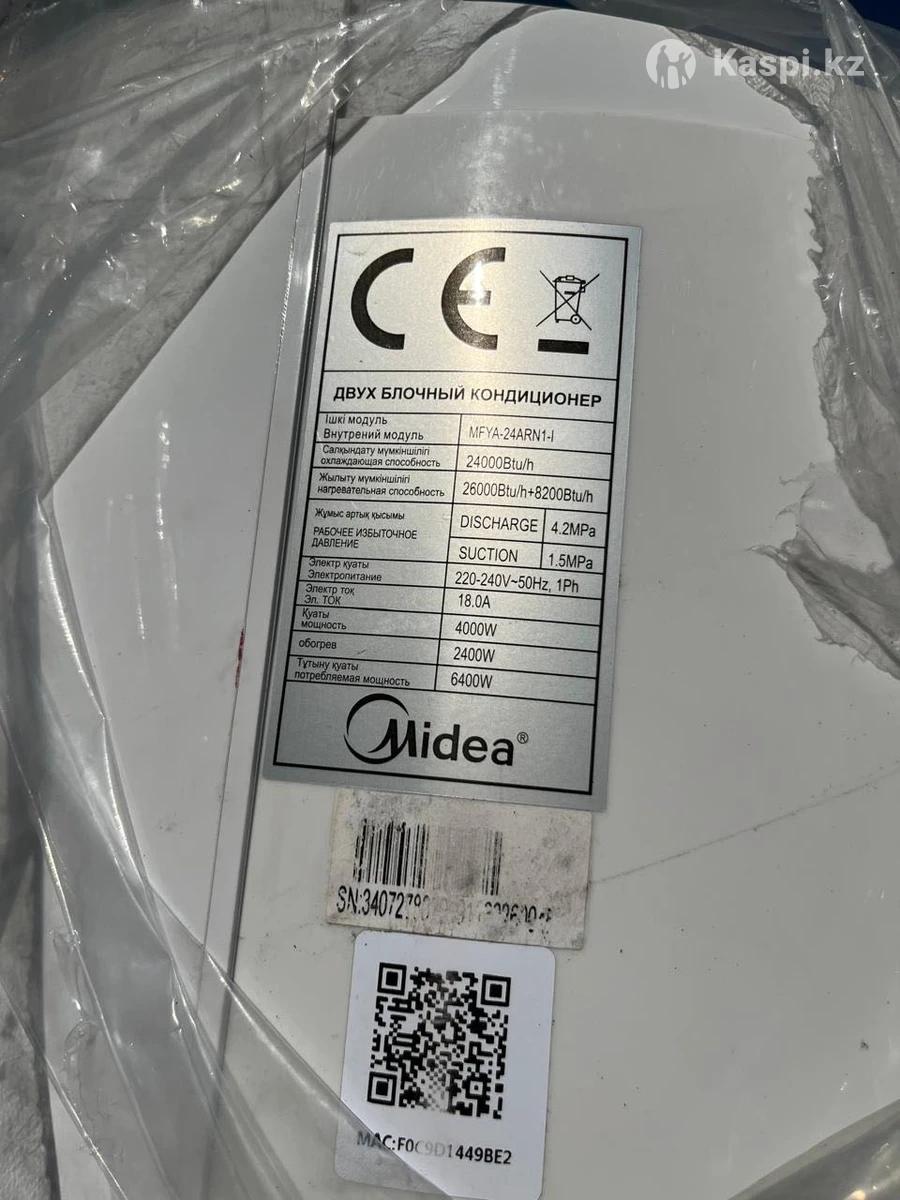 Kaspi.kz
CE
ДВУХ БЛОЧНЫЙ КОНДИЦИОНЕР
Ішкі модуль
Внутрений модуль
MFYA-24ARN1-I
Салқындату мүмкіншілігі
охлаждающая способность
24000Btu/h
Жылыту мүмкіншілігі
нагревательная способность
26000Btu/h+8200Btu/h
Жұмыс артық қысымы
РАБОЧЕЕ ИЗБЫТОЧНОЕ
ДАВЛЕНИЕ
DISCHARGE 4.2MPa
SUCTION 1.5MPa
Электр қуаты
Электропитание
220-240V~50Hz, 1Ph
Электр тоқ
Эл. ТОК
18.0A
Қуаты
мощность
4000W
обогрев
2400W
Тұтыну қуаты
потребляемая мощность
6400W
Midea®
MAC:F0C9D1449BE2